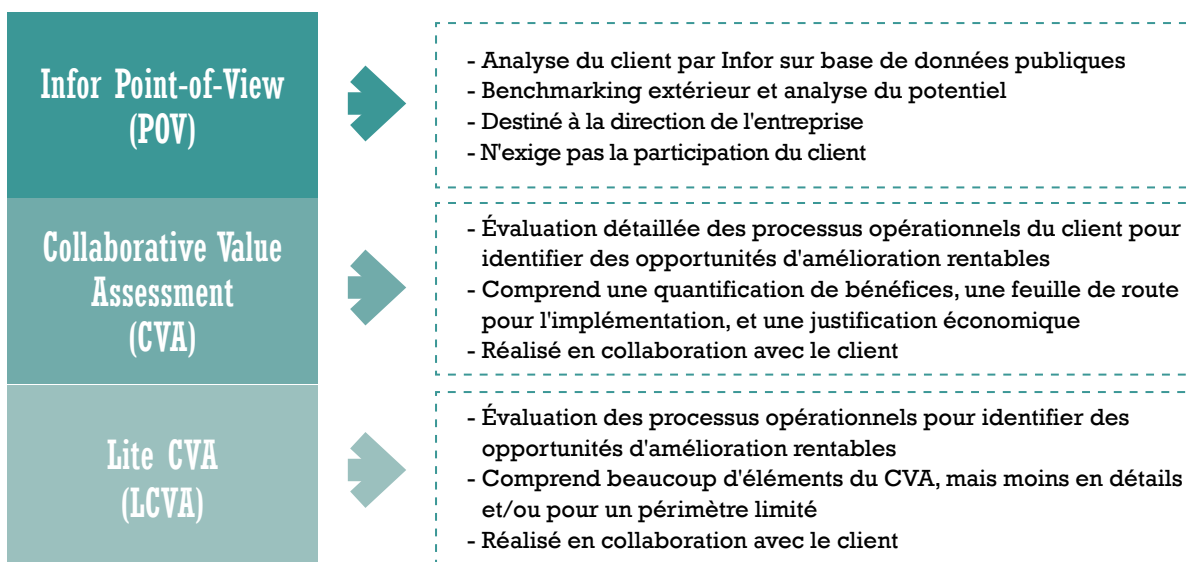 Infor Point-of-View
(POV)
- Analyse du client par Infor sur base de données publiques
- Benchmarking extérieur et analyse du potentiel
- Destiné à la direction de l'entreprise
- N'exige pas la participation du client
Collaborative Value
Assessment
(CVA)
- Évaluation détaillée des processus opérationnels du client pour
identifier des opportunités d'amélioration rentables
- Comprend une quantification de bénéfices, une feuille de route
pour l'implémentation, et une justification économique
- Réalisé en collaboration avec le client
Lite CVA
(LCVA)
- Évaluation des processus opérationnels pour identifier des
opportunités d'amélioration rentables
- Comprend beaucoup d'éléments du CVA, mais moins en détails
et/ou pour un périmètre limité
- Réalisé en collaboration avec le client